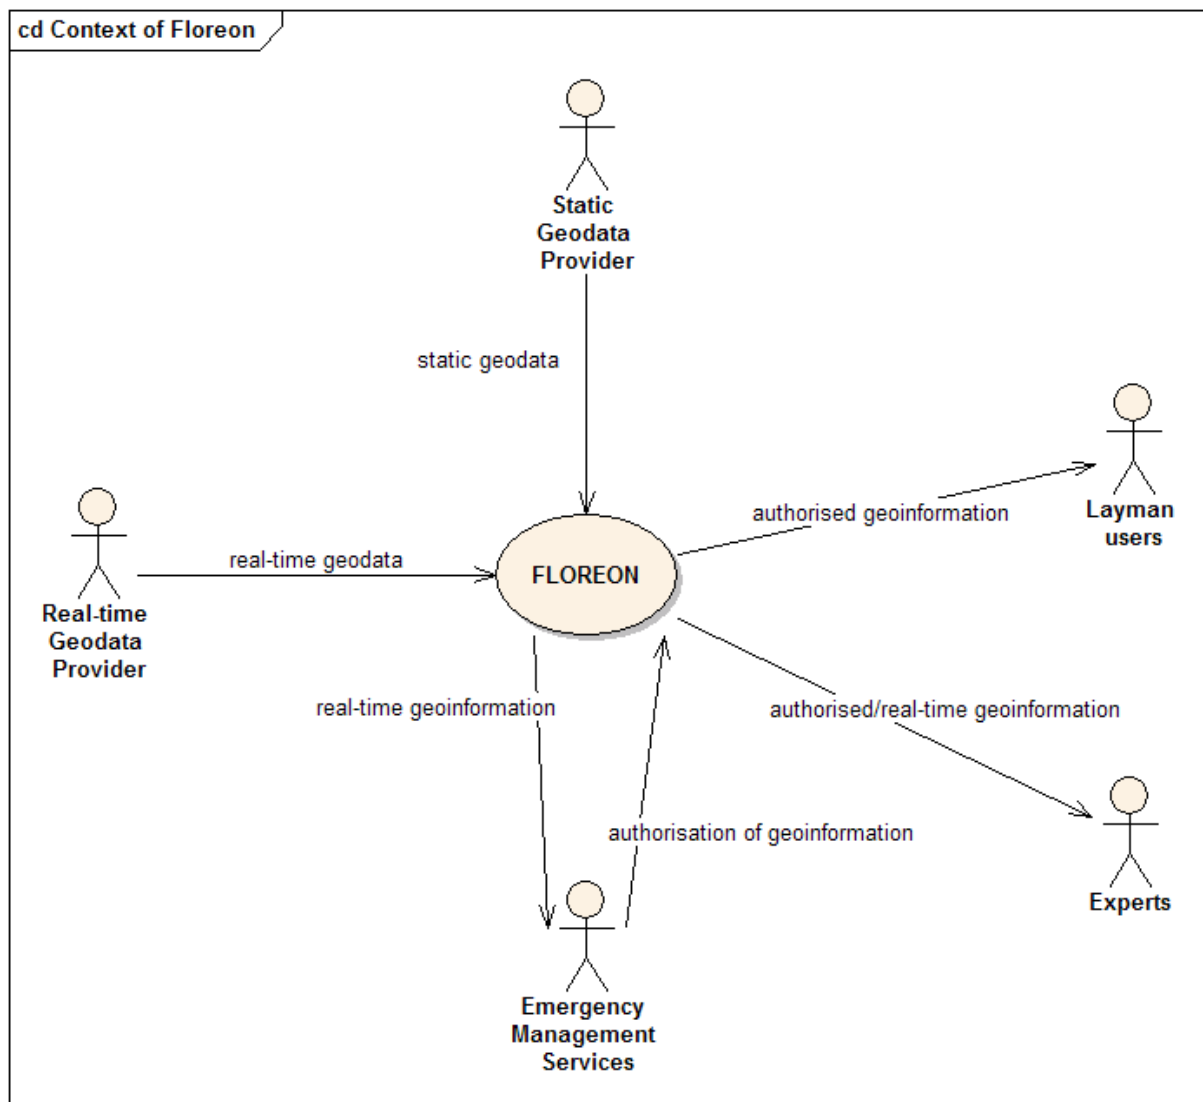 cd Context of Floreon
Static
Geodata
Provider
static geodata
authorised geoinformation
Layman
users
real-time geodata
FLOREON
Real-time
Geodata
Provider
real-time geoinformation
authorised/real-time geoinformation
authorisation of geoinformation
Experts
Emergency
Management
Services